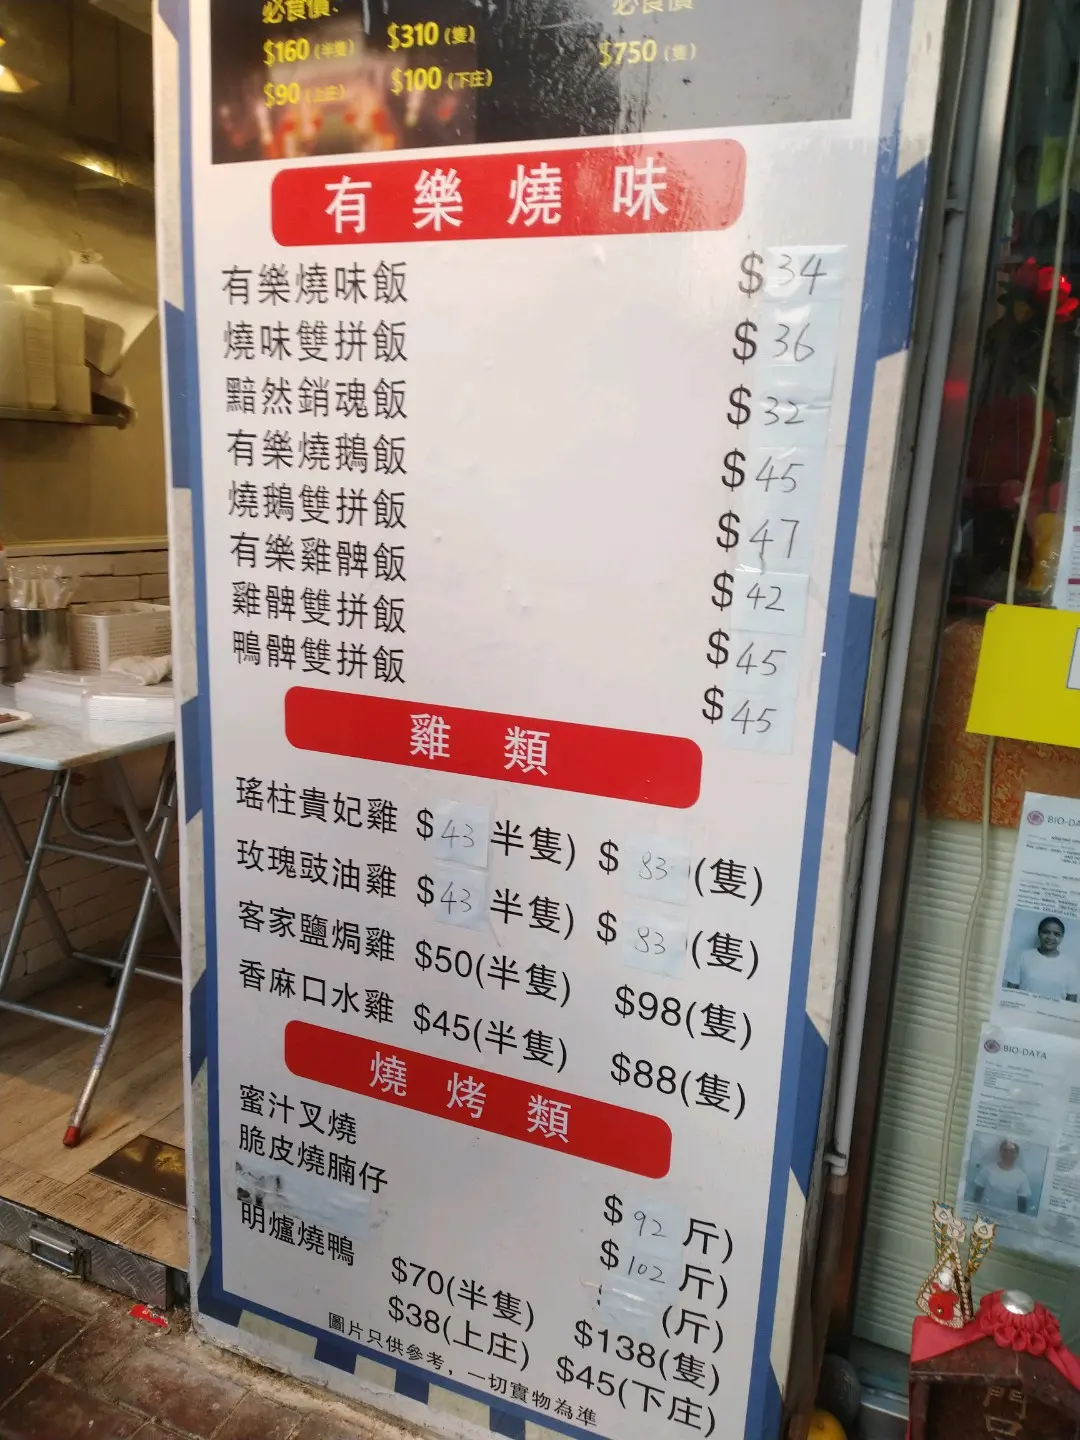 必食價:
$160 (半隻) $310 (隻)
$90 (上庄) $100 (下庄)
必食價
$750 (隻)
有樂燒味
有樂燒味飯 $34
燒味雙拼飯 $36
黯然銷魂飯 $32
有樂燒鵝飯 $45
燒鵝雙拼飯 $47
有樂雞髀飯 $42
雞髀雙拼飯 $45
鴨髀雙拼飯 $45
雞類
瑤柱貴妃雞 $43半隻) $83(隻)
玫瑰豉油雞 $43半隻) $83(隻)
客家鹽焗雞 $50(半隻) $98(隻)
香麻口水雞 $45(半隻) $88(隻)
燒烤類
蜜汁叉燒 $92斤)
脆皮燒腩仔 $102斤)
(斤)
明爐燒鴨 $70(半隻) $138(隻)
$38(上庄) $45(下庄)
圖片只供參考，一切實物為準
BIO-DATA
BIO-DATA
門口